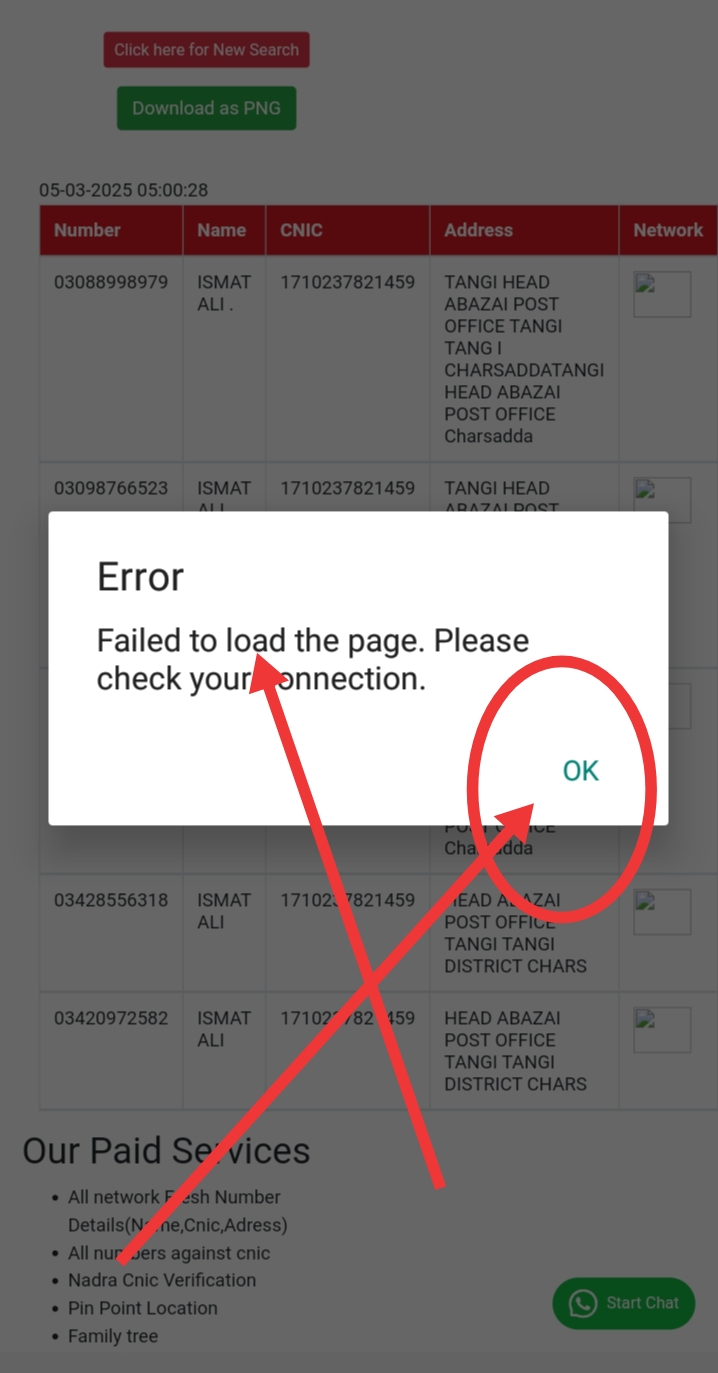 Click here for New Search
Download as PNG
05-03-2025 05:00:28
Number Name CNIC Address Network
03088998979 ISMAT 1710237821459 TANGI HEAD
ALI . ABAZAI POST
OFFICE TANGI
TANG I
CHARSADDATANGI
HEAD ABAZAI
POST OFFICE
Charsadda
03098766523 ISMAT 1710237821459 TANGI HEAD
ALI ABAZAI POST
Error
Failed to load the page. Please
check your connection.
OK
POST OFFICE
Charsadda
03428556318 ISMAT 1710237821459 HEAD ABAZAI
ALI POST OFFICE
TANGI TANGI
DISTRICT CHARS
03420972582 ISMAT 1710237821459 HEAD ABAZAI
ALI POST OFFICE
TANGI TANGI
DISTRICT CHARS
Our Paid Services
All network Fresh Number
Details(Name,Cnic,Adress)
All numbers against cnic
Nadra Cnic Verification
Pin Point Location
Family tree
Start Chat